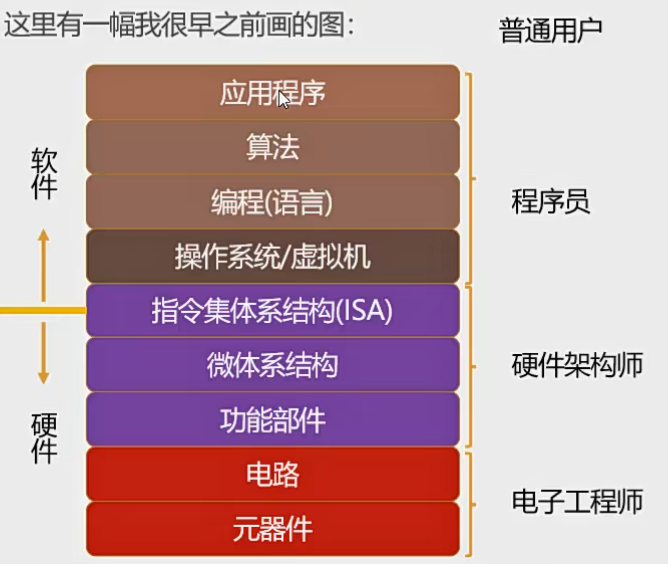 这里有一幅我很早之前画的图：
普通用户
应用程序
算法
编程(语言)
操作系统/虚拟机
指令集体系结构(ISA)
微体系结构
功能部件
电路
元器件
软件
硬件
程序员
硬件架构师
电子工程师